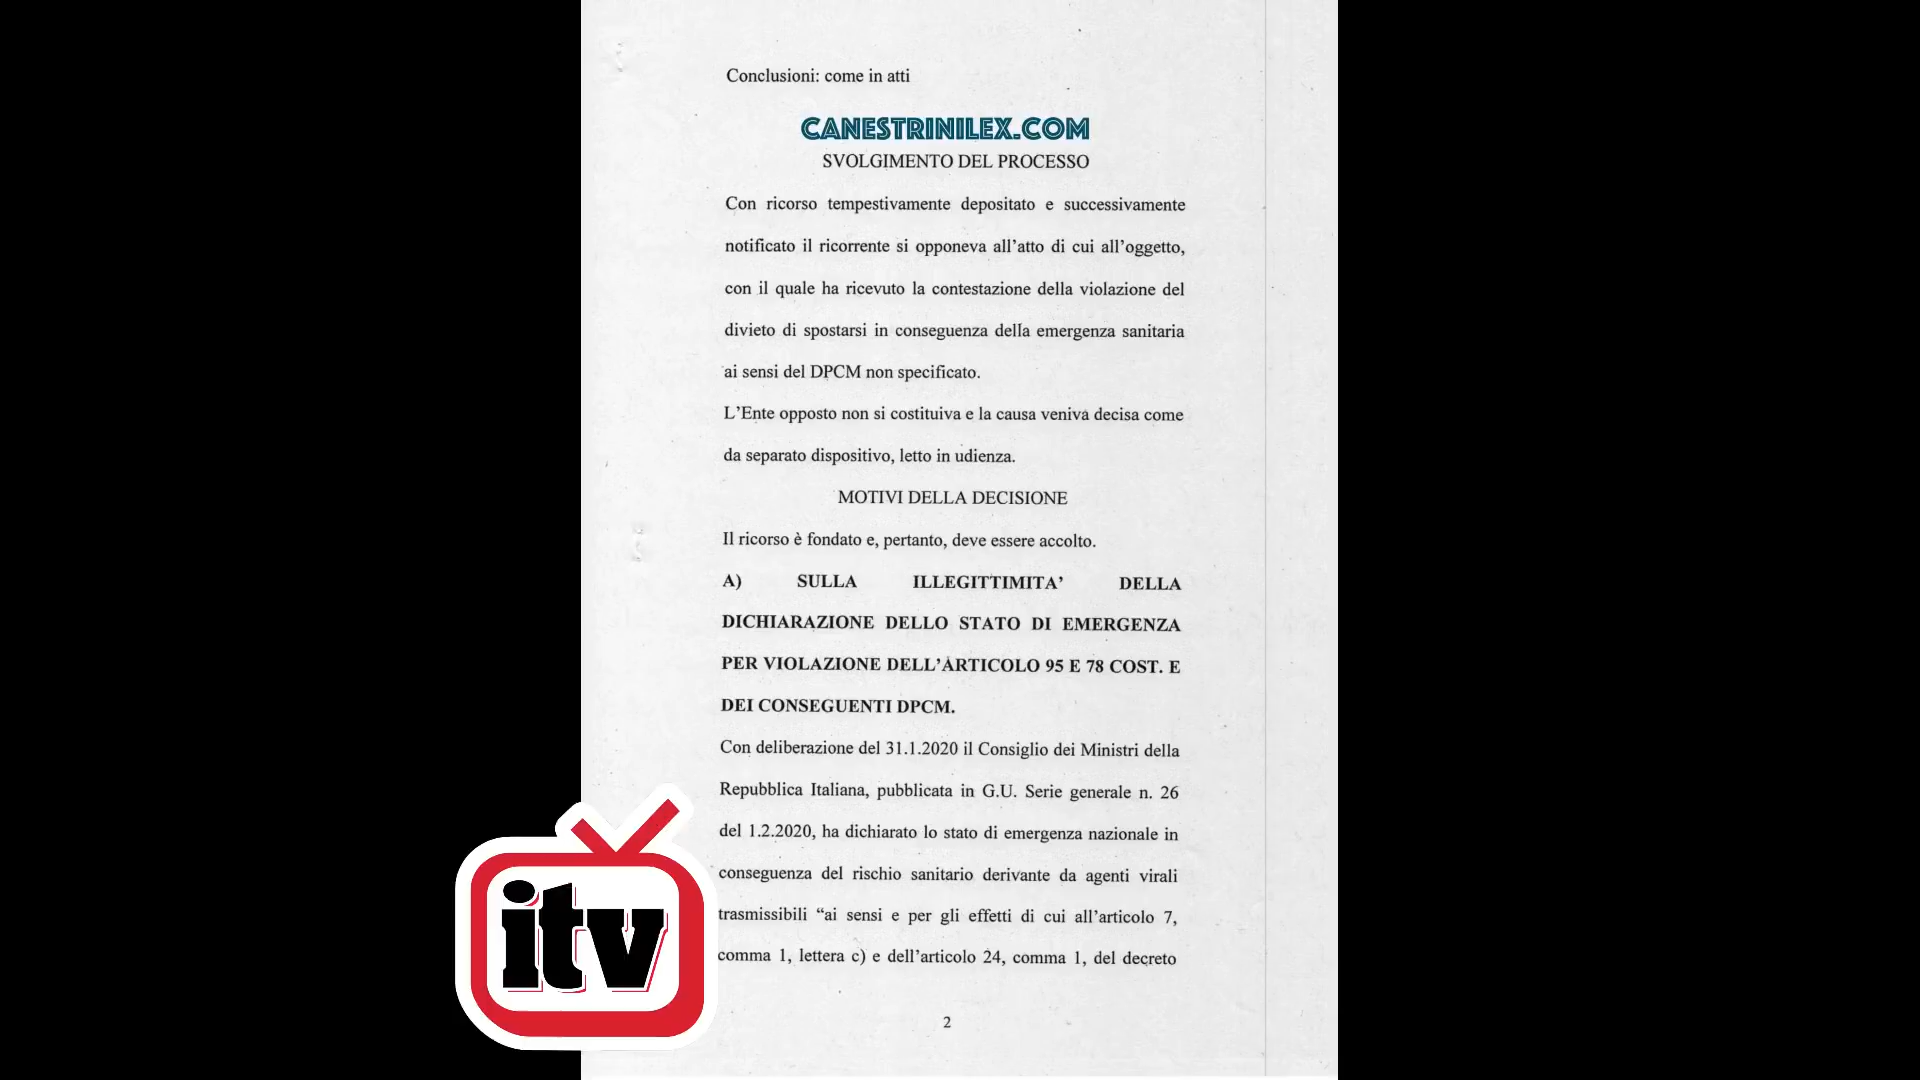 Conclusioni: come in atti
CANESTRINILEX.COM
SVOLGIMENTO DEL PROCESSO
Con ricorso tempestivamente depositato e successivamente
notificato il ricorrente si opponeva all’atto di cui all’oggetto,
con il quale ha ricevuto la contestazione della violazione del
divieto di spostarsi in conseguenza della emergenza sanitaria
ai sensi del DPCM non specificato.
L’Ente opposto non si costituiva e la causa veniva decisa come
da separato dispositivo, letto in udienza.
MOTIVI DELLA DECISIONE
Il ricorso è fondato e, pertanto, deve essere accolto.
A) SULLA ILLEGITTIMITA’ DELLA
DICHIARAZIONE DELLO STATO DI EMERGENZA
PER VIOLAZIONE DELL’ARTICOLO 95 E 78 COST. E
DEI CONSEGUENTI DPCM.
Con deliberazione del 31.1.2020 il Consiglio dei Ministri della
Repubblica Italiana, pubblicata in G.U. Serie generale n. 26
del 1.2.2020, ha dichiarato lo stato di emergenza nazionale in
conseguenza del rischio sanitario derivante da agenti virali
trasmissibili “ai sensi e per gli effetti di cui all’articolo 7,
comma 1, lettera c) e dell’articolo 24, comma 1, del decreto
itv
2